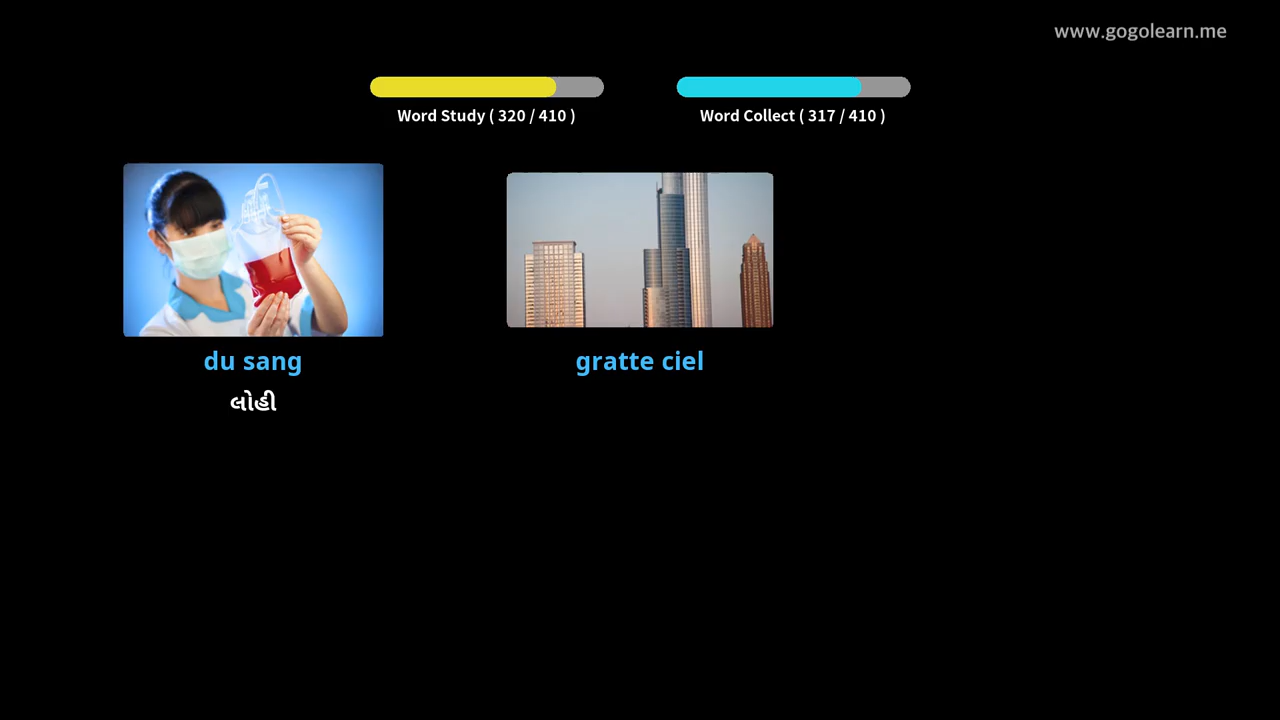 www.gogolearn.me
Word Study ( 320 / 410 )
Word Collect ( 317 / 410 )
du sang
લોહી
gratte ciel